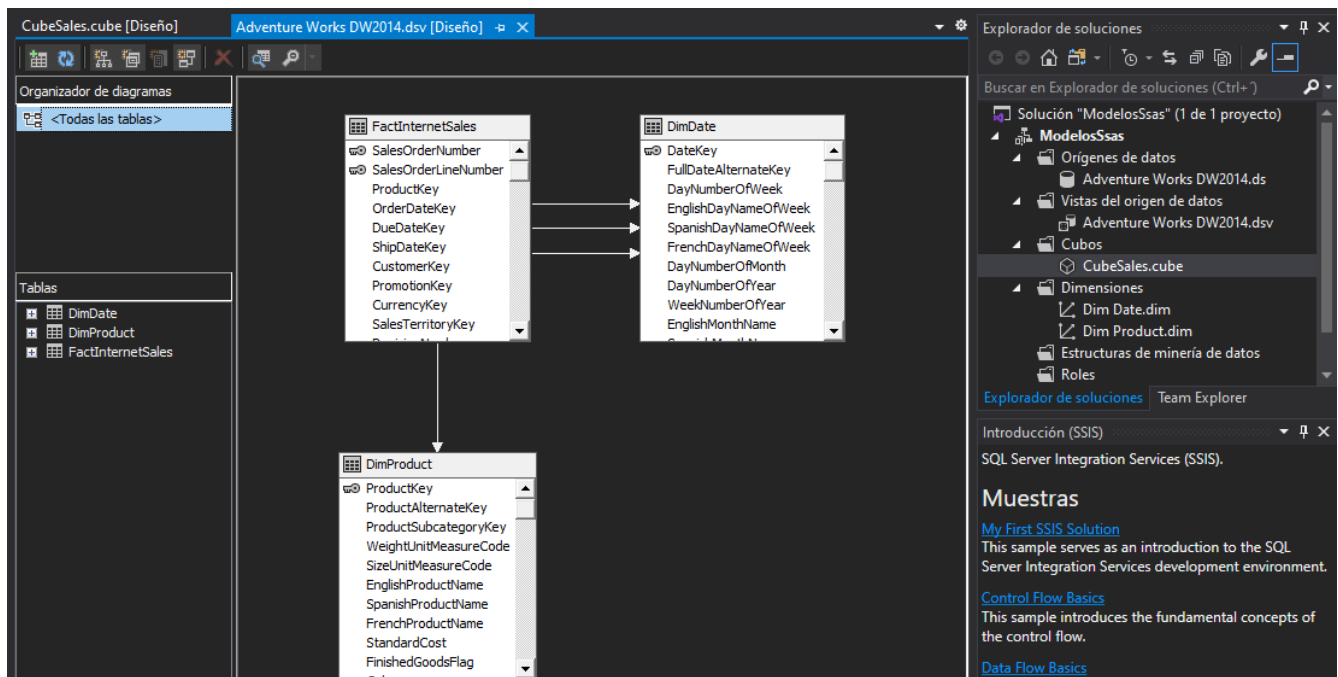 CubeSales.cube [Diseño]
Adventure Works DW2014.dsv [Diseño]
Organizador de diagramas
<Todas las tablas>
Tablas
DimDate
DimProduct
FactInternetSales
FactInternetSales
SalesOrderNumber
SalesOrderLineNumber
ProductKey
OrderDateKey
DueDateKey
ShipDateKey
CustomerKey
PromotionKey
CurrencyKey
SalesTerritoryKey
DimDate
DateKey
FullDateAlternateKey
DayNumberOfWeek
EnglishDayNameOfWeek
SpanishDayNameOfWeek
FrenchDayNameOfWeek
DayNumberOfMonth
DayNumberOfYear
WeekNumberOfYear
EnglishMonthName
DimProduct
ProductKey
ProductAlternateKey
ProductSubcategoryKey
WeightUnitMeasureCode
SizeUnitMeasureCode
EnglishProductName
SpanishProductName
FrenchProductName
StandardCost
FinishedGoodsFlag
Explorador de soluciones
Buscar en Explorador de soluciones (Ctrl+´)
Solución "ModelosSsas" (1 de 1 proyecto)
ModelosSsas
Orígenes de datos
Adventure Works DW2014.ds
Vistas del origen de datos
Adventure Works DW2014.dsv
Cubos
CubeSales.cube
Dimensiones
Dim Date.dim
Dim Product.dim
Estructuras de minería de datos
Roles
Explorador de soluciones
Team Explorer
Introducción (SSIS)
SQL Server Integration Services (SSIS).
Muestras
My First SSIS Solution
This sample serves as an introduction to the SQL
Server Integration Services development environment.
Control Flow Basics
This sample introduces the fundamental concepts of
the control flow.
Data Flow Basics